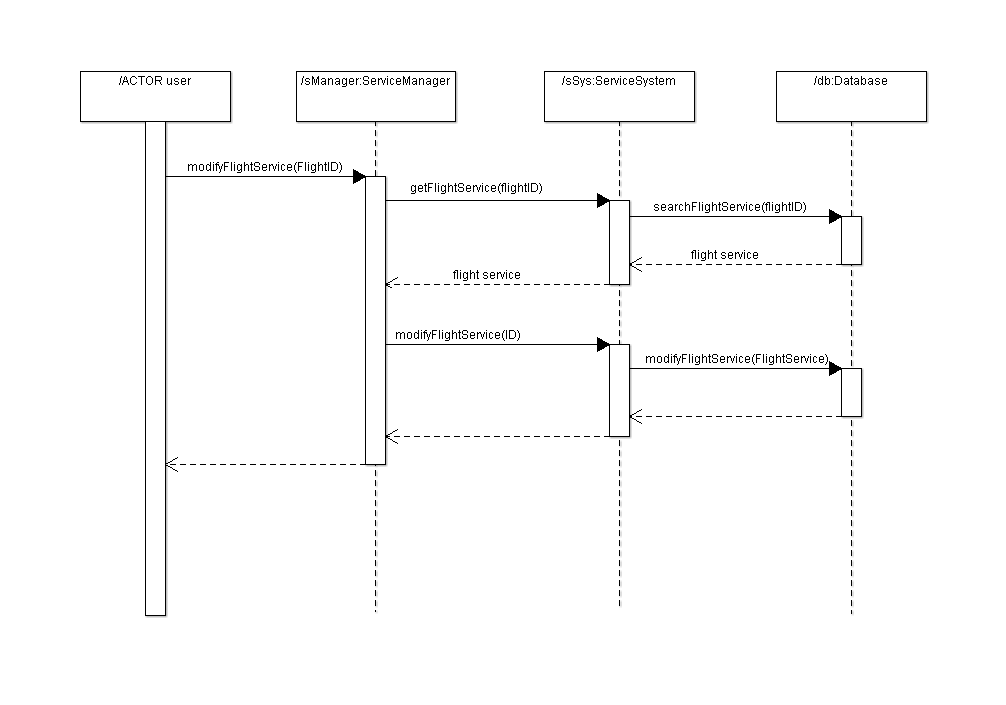 /ACTOR user
/sManager:ServiceManager
/sSys:ServiceSystem
/db:Database
modifyFlightService(FlightID)
getFlightService(flightID)
searchFlightService(flightID)
flight service
flight service
modifyFlightService(ID)
modifyFlightService(FlightService)